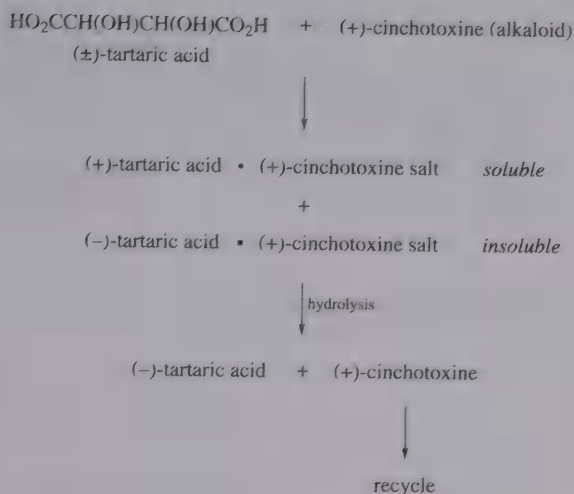 HO₂CCH(OH)CH(OH)CO₂H + (+)-cinchotoxine (alkaloid)
(±)-tartaric acid
(+)-tartaric acid • (+)-cinchotoxine salt soluble
+
(−)-tartaric acid ▪ (+)-cinchotoxine salt insoluble
hydrolysis
(−)-tartaric acid + (+)-cinchotoxine
recycle